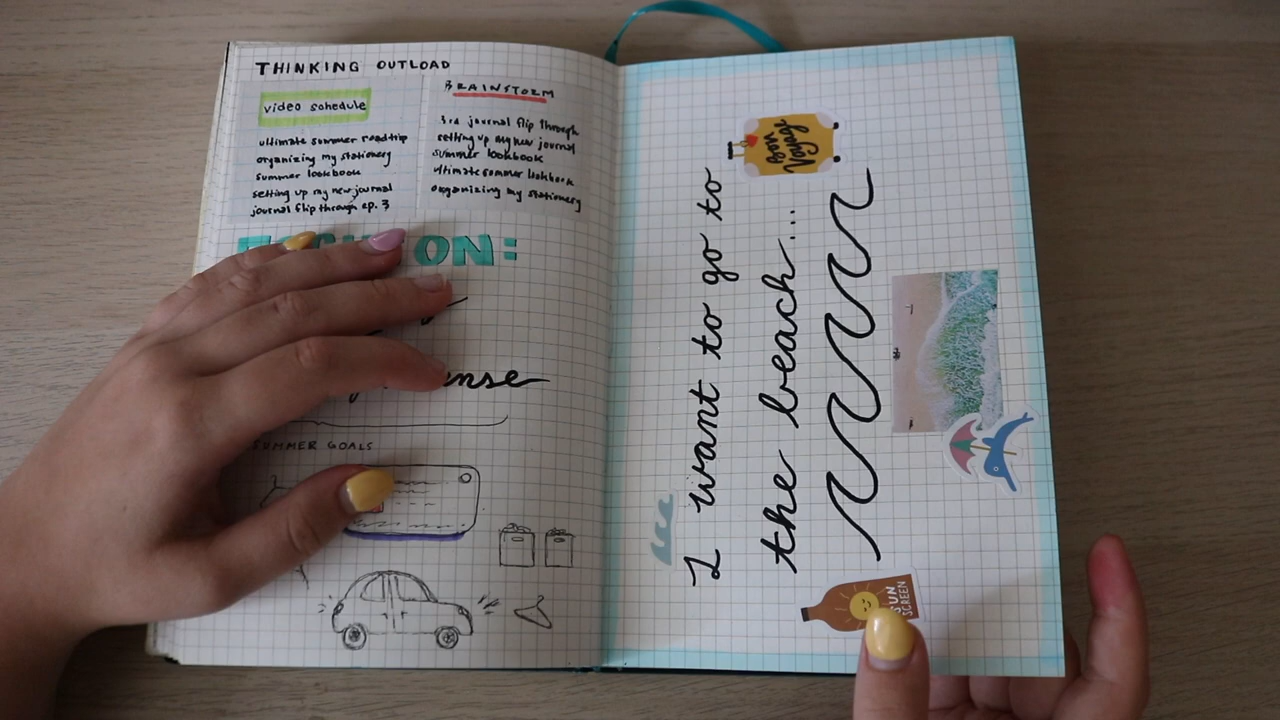 THINKING OUTLOAD
video schedule
ultimate summer roadtrip
organizing my stationery
summer lookbook
setting up my new journal
journal flip through ep. 3
BRAINSTORM
3rd journal flip through
setting up my new journal
summer lookbook
ultimate summer lookbook
organizing my stationery
ON:
SUMMER GOALS
I want to go to
the beach...
Bon
Voyage
SUN
SCREEN